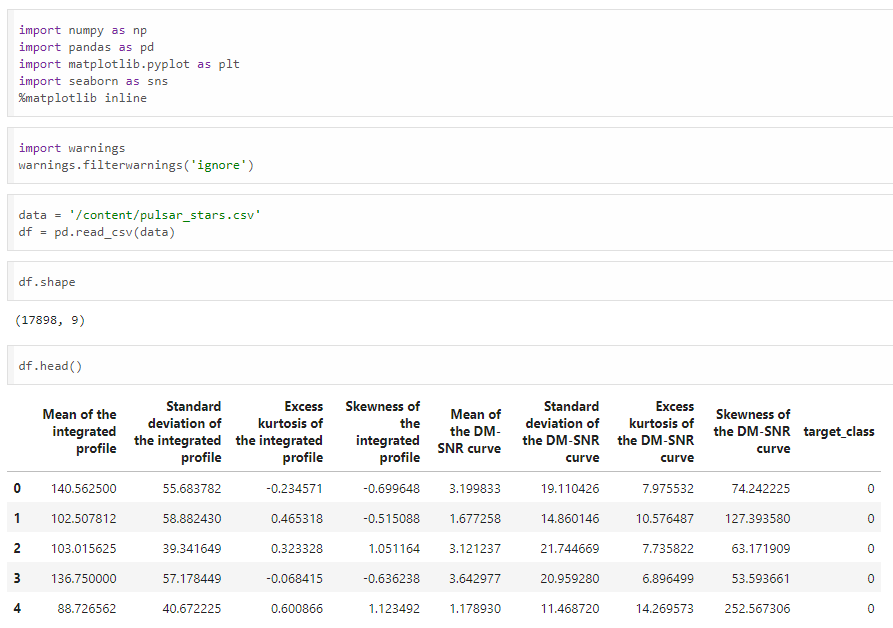 import numpy as np
import pandas as pd
import matplotlib.pyplot as plt
import seaborn as sns
%matplotlib inline
import warnings
warnings.filterwarnings('ignore')
data = '/content/pulsar_stars.csv'
df = pd.read_csv(data)
df.shape
(17898, 9)
df.head()
Mean of the integrated profile Standard deviation of the integrated profile Excess kurtosis of the integrated profile Skewness of the integrated profile Mean of the DM-SNR curve Standard deviation of the DM-SNR curve Excess kurtosis of the DM-SNR curve Skewness of the DM-SNR curve target_class
0 140.562500 55.683782 -0.234571 -0.699648 3.199833 19.110426 7.975532 74.242225 0
1 102.507812 58.882430 0.465318 -0.515088 1.677258 14.860146 10.576487 127.393580 0
2 103.015625 39.341649 0.323328 1.051164 3.121237 21.744669 7.735822 63.171909 0
3 136.750000 57.178449 -0.068415 -0.636238 3.642977 20.959280 6.896499 53.593661 0
4 88.726562 40.672225 0.600866 1.123492 1.178930 11.468720 14.269573 252.567306 0